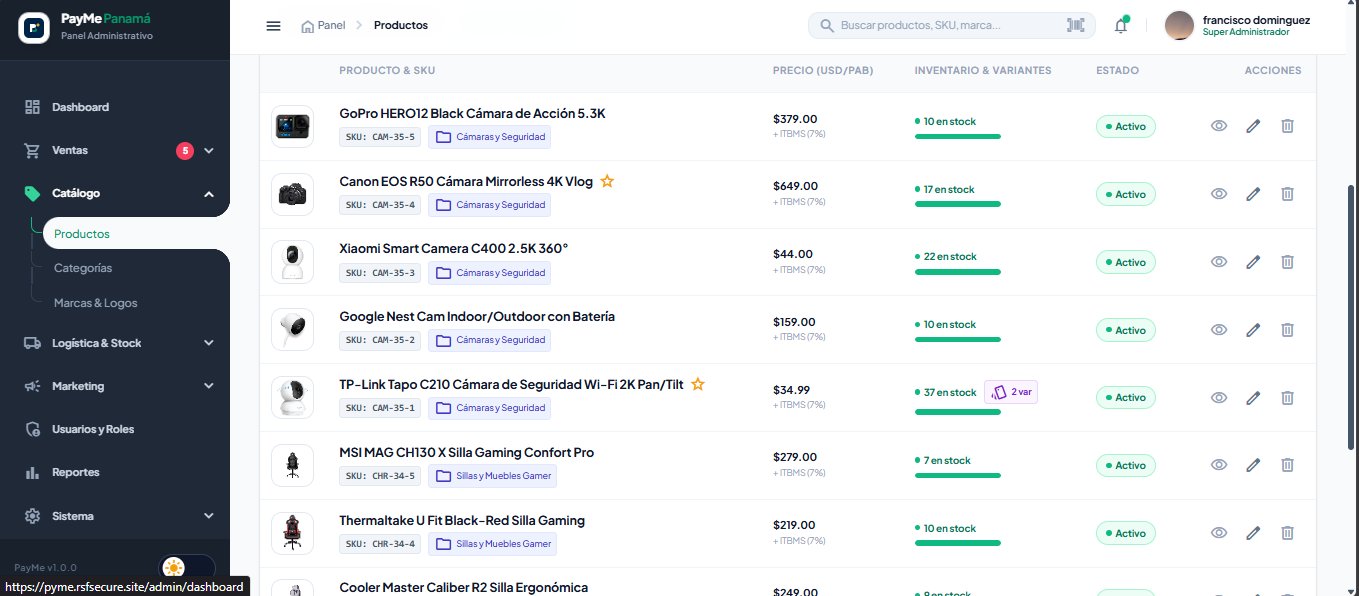 PayMe Panamá
Panel Administrativo
Panel
Productos
Buscar productos, SKU, marca...
francisco dominguez
Super Administrador
Dashboard
Ventas
5
Catálogo
Productos
Categorías
Marcas & Logos
Logística & Stock
Marketing
Usuarios y Roles
Reportes
Sistema
PayMe v1.0.0
https://pyme.rsfsecure.site/admin/dashboard
PRODUCTO & SKU
PRECIO (USD/PAB)
INVENTARIO & VARIANTES
ESTADO
ACCIONES
GoPro HERO12 Black Cámara de Acción 5.3K
SKU: CAM-35-5
Cámaras y Seguridad
$379.00
+ ITBMS (7%)
10 en stock
Activo
Canon EOS R50 Cámara Mirrorless 4K Vlog
SKU: CAM-35-4
Cámaras y Seguridad
$649.00
+ ITBMS (7%)
17 en stock
Activo
Xiaomi Smart Camera C400 2.5K 360°
SKU: CAM-35-3
Cámaras y Seguridad
$44.00
+ ITBMS (7%)
22 en stock
Activo
Google Nest Cam Indoor/Outdoor con Batería
SKU: CAM-35-2
Cámaras y Seguridad
$159.00
+ ITBMS (7%)
10 en stock
Activo
TP-Link Tapo C210 Cámara de Seguridad Wi-Fi 2K Pan/Tilt
SKU: CAM-35-1
Cámaras y Seguridad
$34.99
+ ITBMS (7%)
37 en stock
2 var
Activo
MSI MAG CH130 X Silla Gaming Confort Pro
SKU: CHR-34-5
Sillas y Muebles Gamer
$279.00
+ ITBMS (7%)
7 en stock
Activo
Thermaltake U Fit Black-Red Silla Gaming
SKU: CHR-34-4
Sillas y Muebles Gamer
$219.00
+ ITBMS (7%)
10 en stock
Activo
Cooler Master Caliber R2 Silla Ergonómica
$249.00
en stock